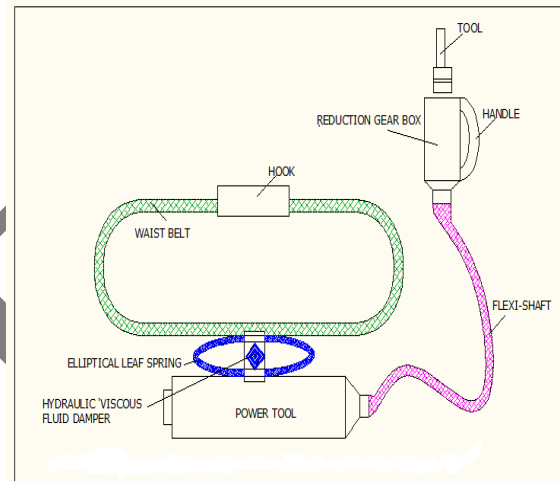 TOOL
REDUCTION GEAR BOX
HANDLE
HOOK
WAIST BELT
FLEXI-SHAFT
ELLIPTICAL LEAF SPRING
HYDRAULIC 'VISCOUS
FLUID DAMPER
POWER TOOL